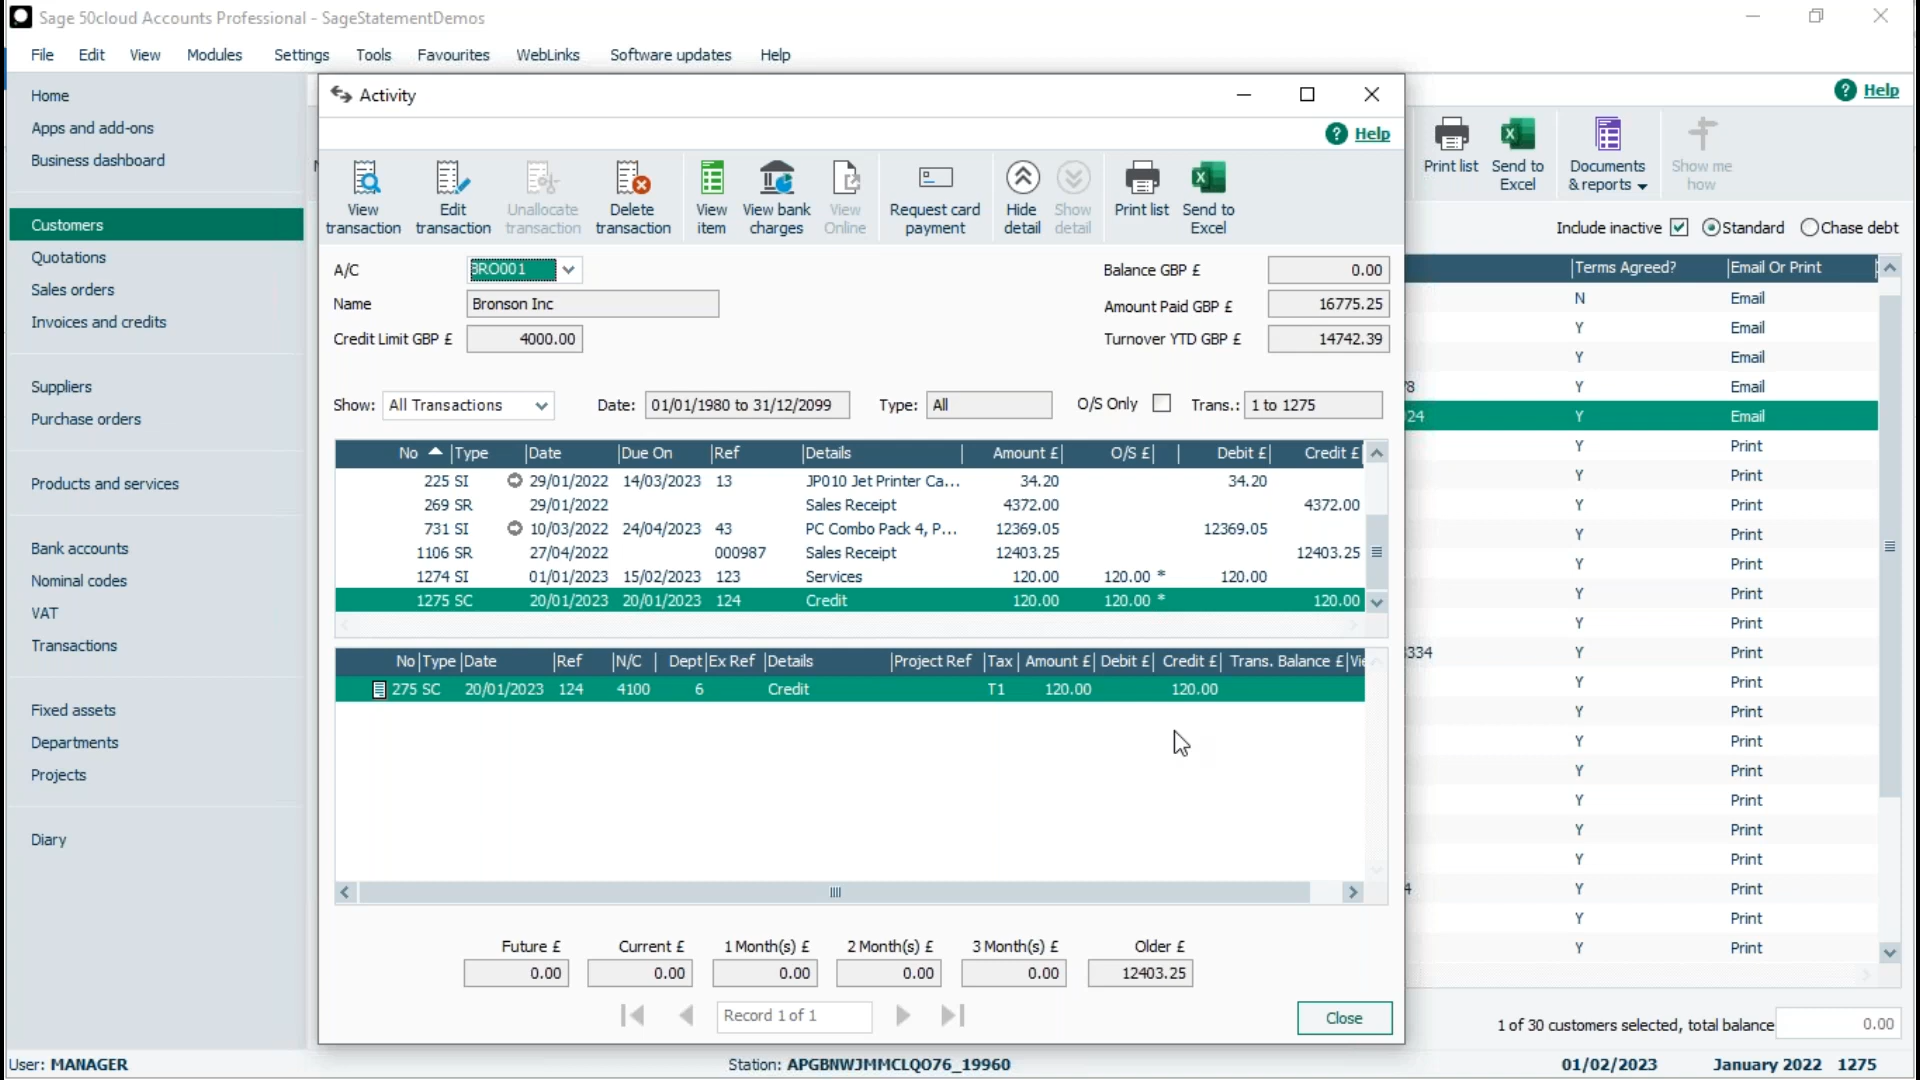 Sage 50cloud Accounts Professional - SageStatementDemos
File Edit View Modules Settings Tools Favourites WebLinks Software updates Help
Home
Apps and add-ons
Business dashboard
Customers
Quotations
Sales orders
Invoices and credits
Suppliers
Purchase orders
Products and services
Bank accounts
Nominal codes
VAT
Transactions
Fixed assets
Departments
Projects
Diary
Activity
? Help
View transaction Edit transaction Unallocate transaction Delete transaction View item View bank charges View Online Request card payment Hide detail Show detail Print list Send to Excel
A/C BRO001 Balance GBP £ 0.00
Name Bronson Inc Amount Paid GBP £ 16775.25
Credit Limit GBP £ 4000.00 Turnover YTD GBP £ 14742.39
Show: All Transactions Date: 01/01/1980 to 31/12/2099 Type: All O/S Only Trans.: 1 to 1275
No Type Date Due On Ref Details Amount £ O/S £ Debit £ Credit £
225 SI 29/01/2022 14/03/2023 13 JP010 Jet Printer Ca... 34.20 34.20
269 SR 29/01/2022 Sales Receipt 4372.00 4372.00
731 SI 10/03/2022 24/04/2023 43 PC Combo Pack 4, P... 12369.05 12369.05
1106 SR 27/04/2022 000987 Sales Receipt 12403.25 12403.25
1274 SI 01/01/2023 15/02/2023 123 Services 120.00 120.00 * 120.00
1275 SC 20/01/2023 20/01/2023 124 Credit 120.00 120.00 * 120.00
No Type Date Ref N/C Dept Ex Ref Details Project Ref Tax Amount £ Debit £ Credit £ Trans. Balance £ Vie
275 SC 20/01/2023 124 4100 6 Credit T1 120.00 120.00
Future £ Current £ 1 Month(s) £ 2 Month(s) £ 3 Month(s) £ Older £
0.00 0.00 0.00 0.00 0.00 12403.25
Record 1 of 1
Close
? Help
Print list Send to Excel Documents & reports Show me how
Include inactive Standard Chase debt
Terms Agreed? Email Or Print
N Email
Y Email
Y Email
78 Y Email
24 Y Email
Y Print
Y Print
Y Print
Y Print
Y Print
Y Print
Y Print
3334 Y Print
Y Print
Y Print
Y Print
Y Print
Y Print
Y Print
Y Print
4 Y Print
Y Print
Y Print
1 of 30 customers selected, total balance 0.00
User: MANAGER Station: APGBNWJMMCLQO76_19960 01/02/2023 January 2022 1275